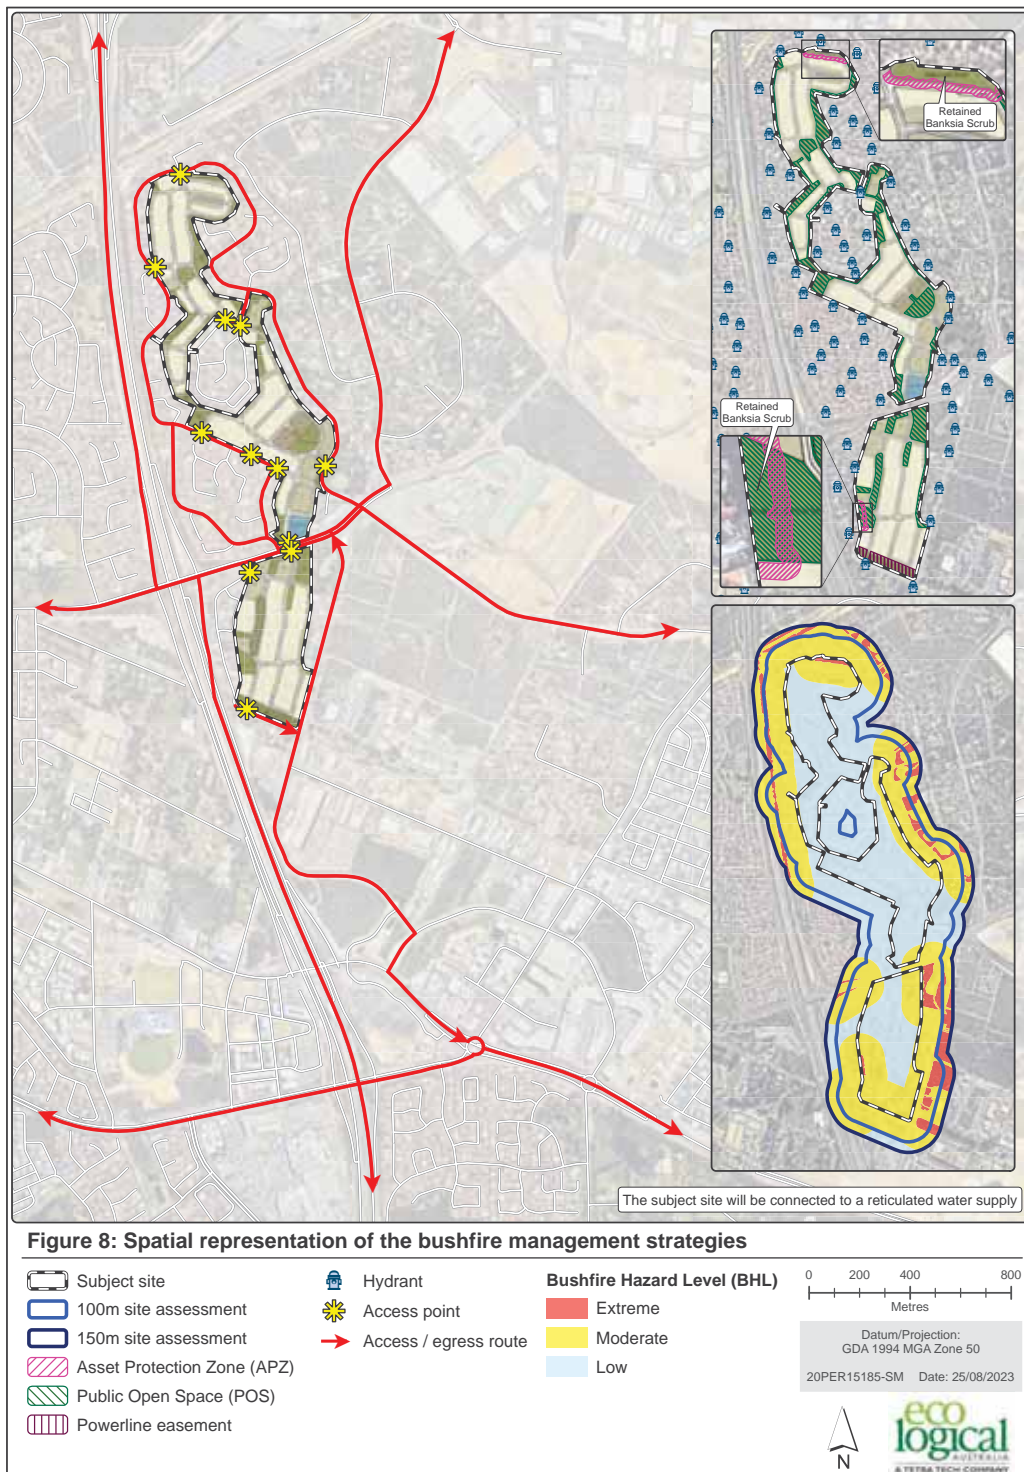 Retained
Banksia Scrub
Retained
Banksia Scrub
The subject site will be connected to a reticulated water supply
Figure 8: Spatial representation of the bushfire management strategies
Subject site
100m site assessment
150m site assessment
Asset Protection Zone (APZ)
Public Open Space (POS)
Powerline easement
Hydrant
Access point
Access / egress route
Bushfire Hazard Level (BHL)
Extreme
Moderate
Low
0 200 400 800
Metres
Datum/Projection:
GDA 1994 MGA Zone 50
20PER15185-SM Date: 25/08/2023
N
eco
logical
AUSTRALIA
A TETRA TECH COMPANY